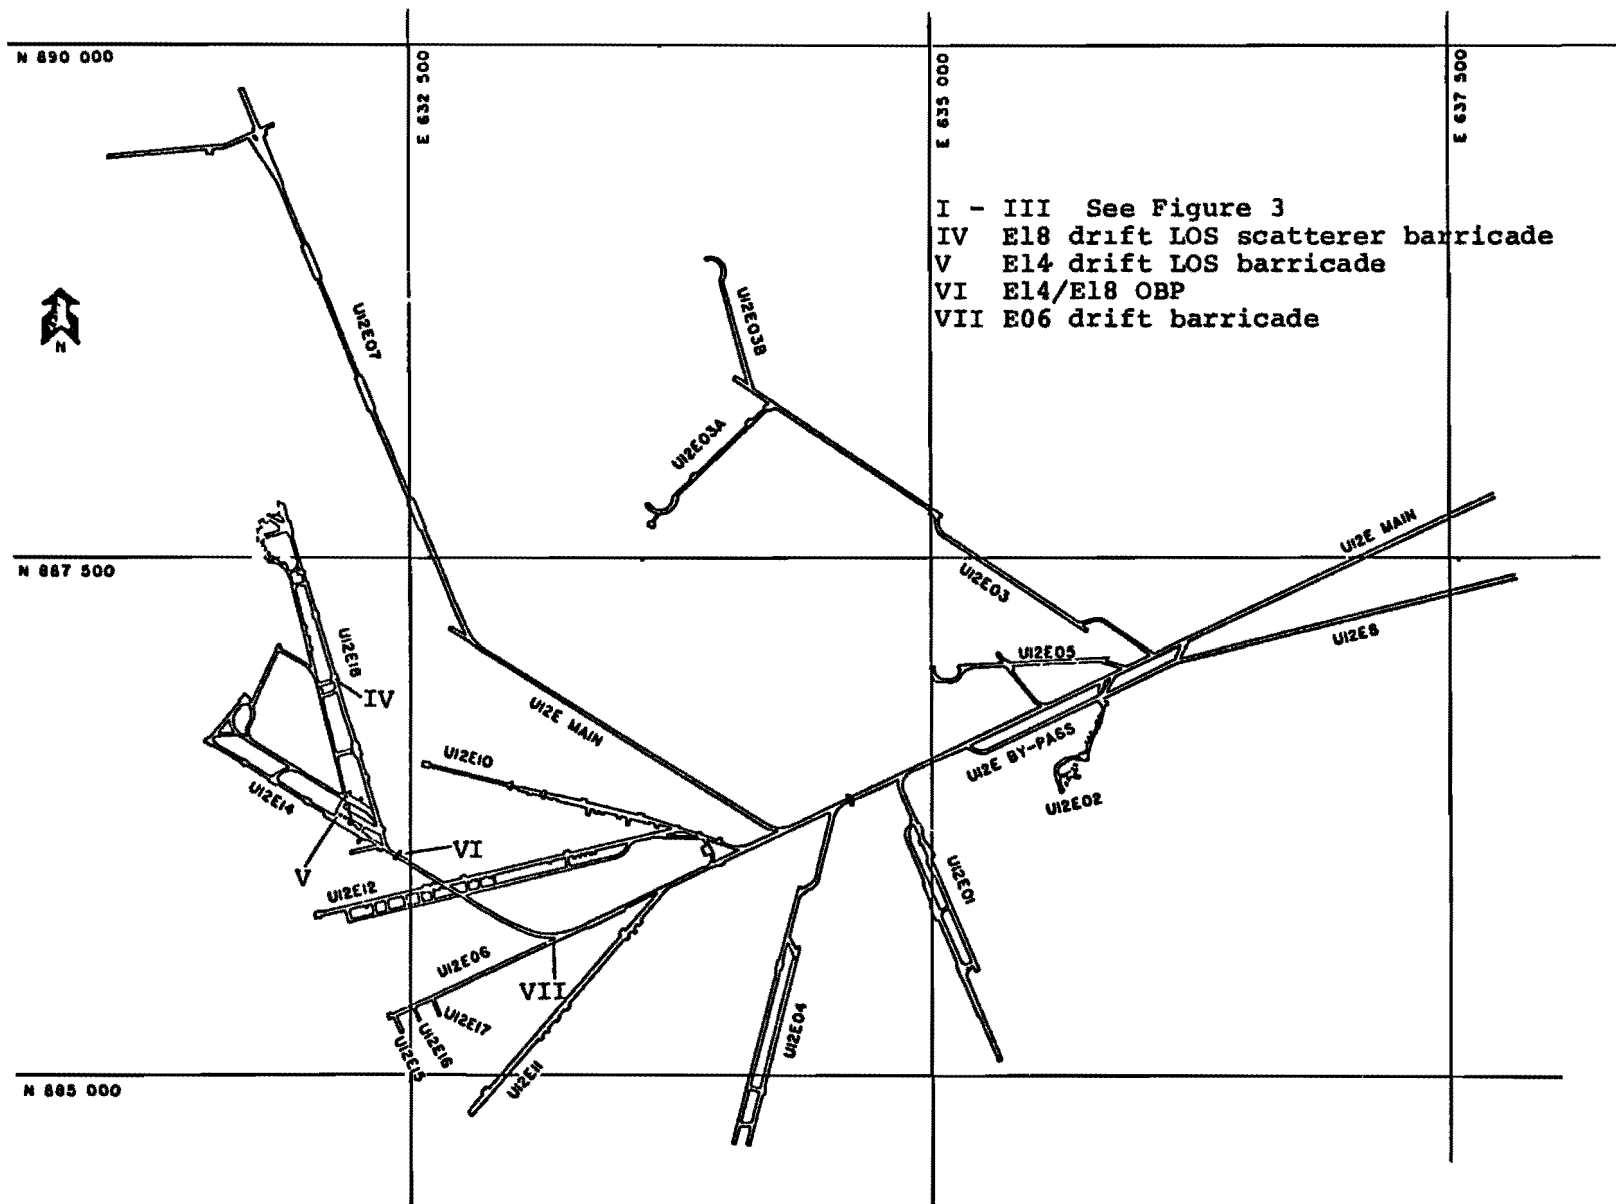 N 890 000
E 632 500
E 635 000
E 637 500
I - III See Figure 3
IV E18 drift LOS scatterer barricade
V E14 drift LOS barricade
VI E14/E18 OBP
VII E06 drift barricade
N
U12E07
U12E03B
U12E03A
U12E MAIN
N 887 500
U12E03
U12E8
U12E05
U12E18
IV
U12E MAIN
U12E10
U12E BY-PASS
U12E02
U12E14
VI
V
U12E12
U12E01
U12E06
VII
U12E17
U12E16
U12E15
U12E11
U12E04
N 885 000